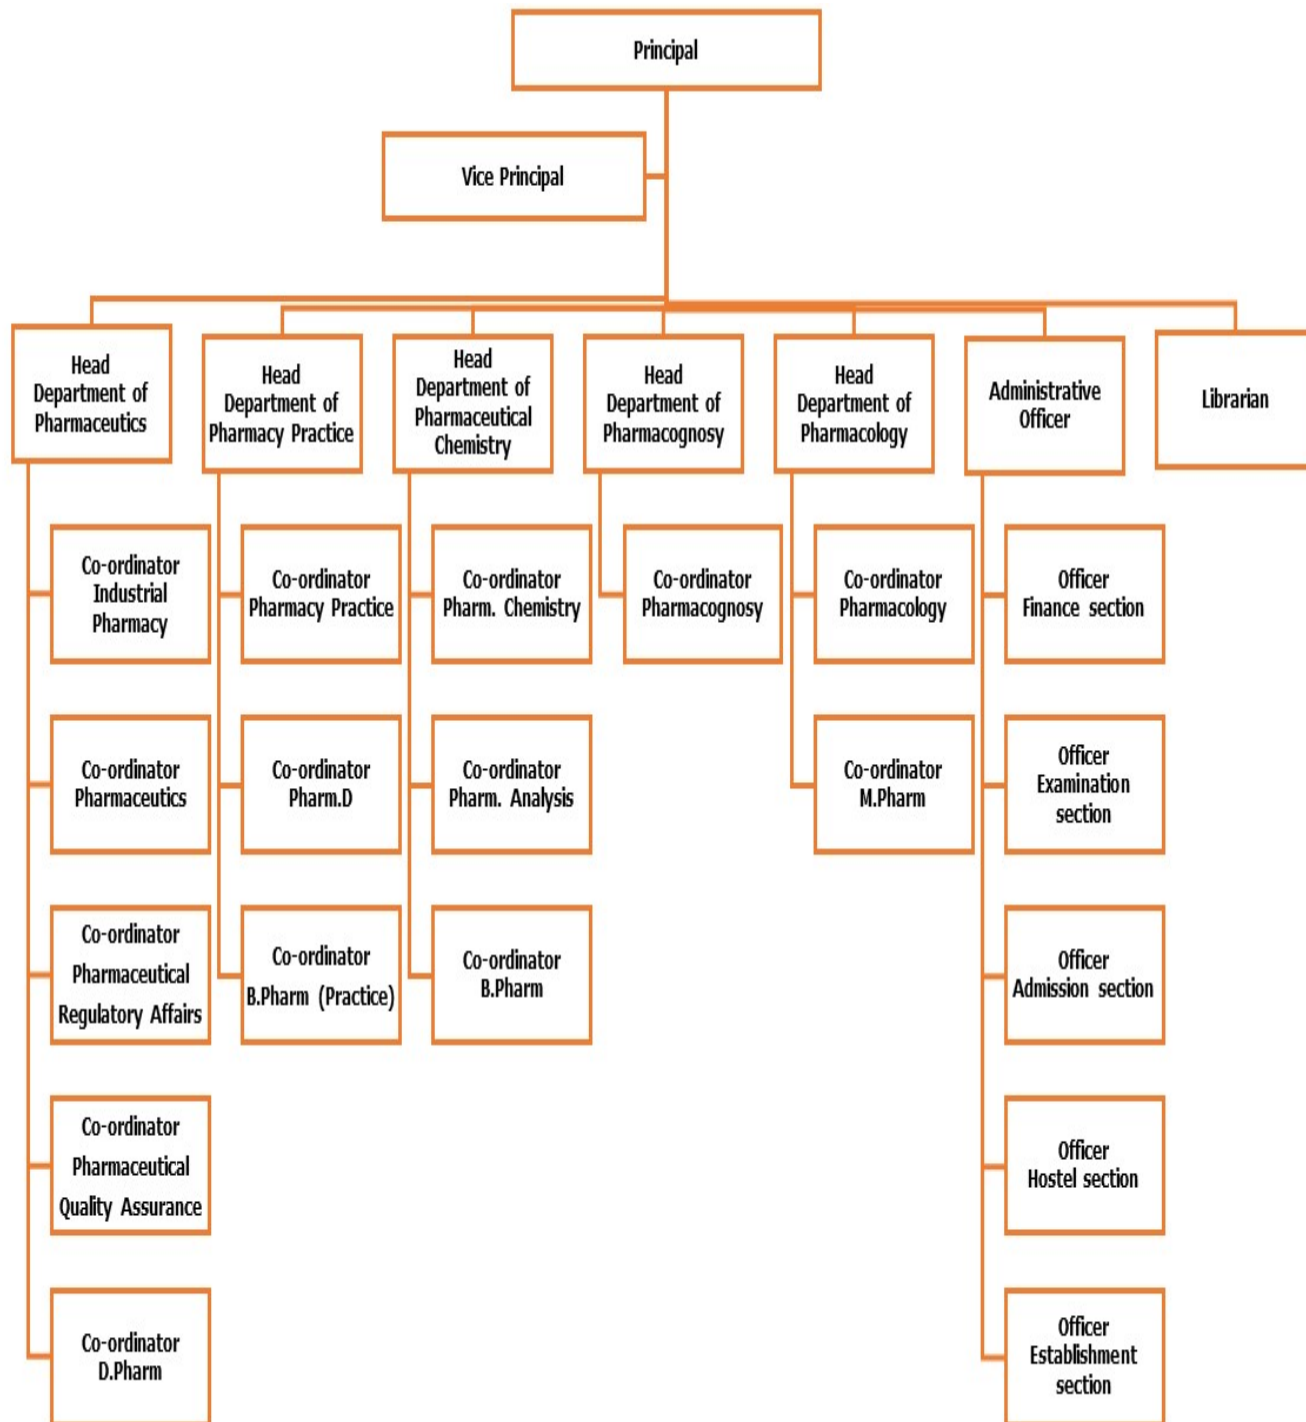 Principal
Vice Principal
Head
Department of
Pharmaceutics
Head
Department of
Pharmacy Practice
Head
Department of
Pharmaceutical
Chemistry
Head
Department of
Pharmacognosy
Head
Department of
Pharmacology
Administrative
Officer
Librarian
Co-ordinator
Industrial
Pharmacy
Co-ordinator
Pharmacy Practice
Co-ordinator
Pharm. Chemistry
Co-ordinator
Pharmacognosy
Co-ordinator
Pharmacology
Officer
Finance section
Co-ordinator
Pharmaceutics
Co-ordinator
Pharm.D
Co-ordinator
Pharm. Analysis
Co-ordinator
M.Pharm
Officer
Examination
section
Co-ordinator
Pharmaceutical
Regulatory Affairs
Co-ordinator
B.Pharm (Practice)
Co-ordinator
B.Pharm
Officer
Admission section
Co-ordinator
Pharmaceutical
Quality Assurance
Officer
Hostel section
Co-ordinator
D.Pharm
Officer
Establishment
section